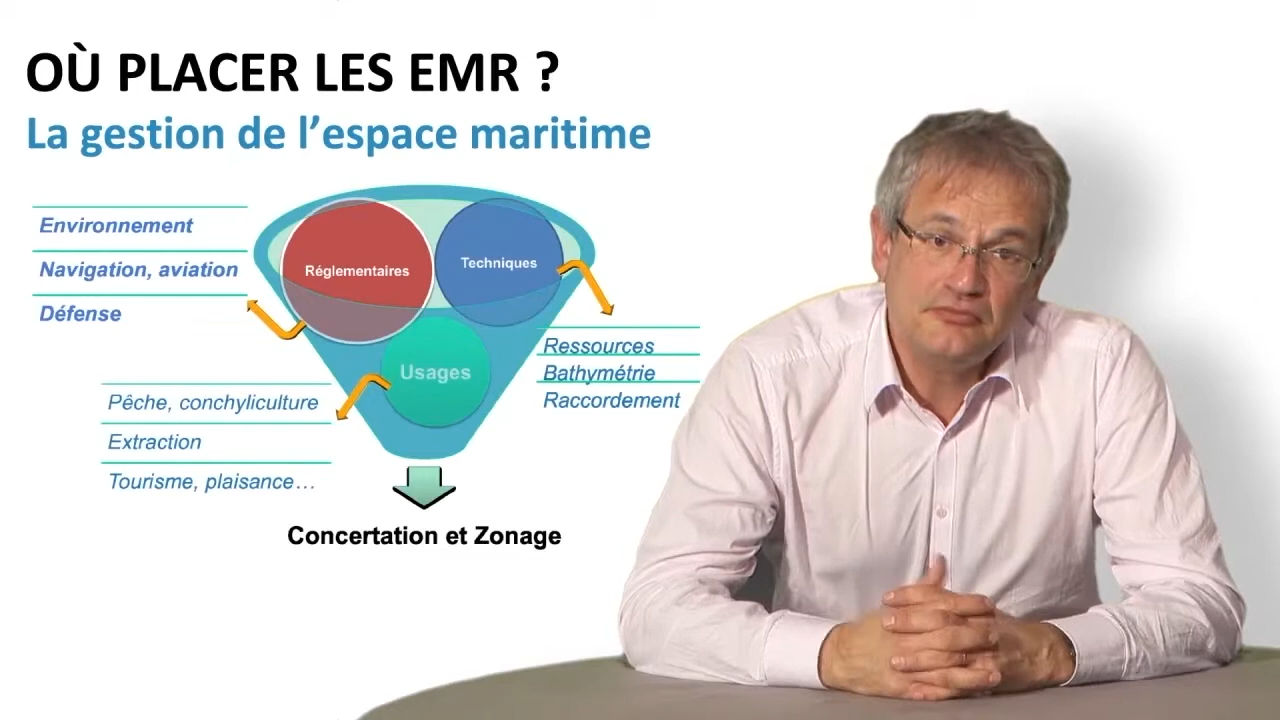 OÙ PLACER LES EMR ?
La gestion de l’espace maritime
Environnement
Navigation, aviation
Défense
Réglementaires
Techniques
Usages
Ressources
Bathymétrie
Raccordement
Pêche, conchyliculture
Extraction
Tourisme, plaisance…
Concertation et Zonage